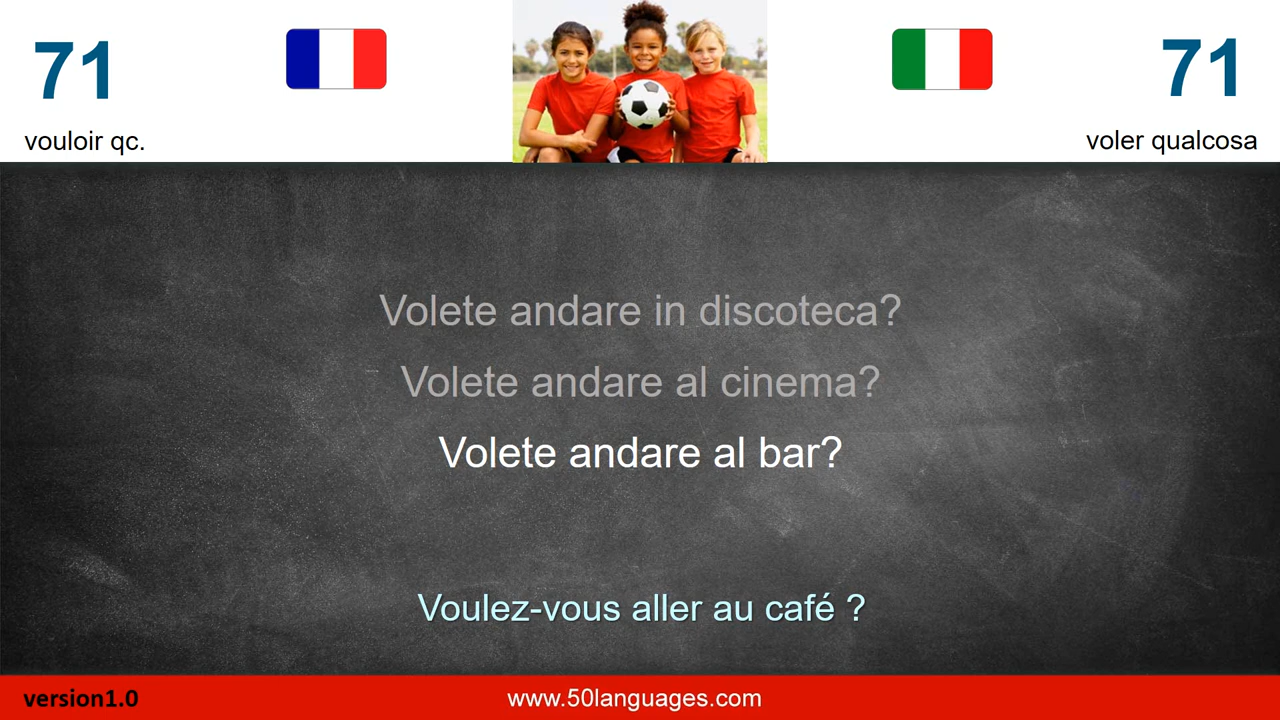 71
71
vouloir qc.
voler qualcosa
Volete andare in discoteca?
Volete andare al cinema?
Volete andare al bar?
Voulez-vous aller au café ?
version1.0
www.50languages.com